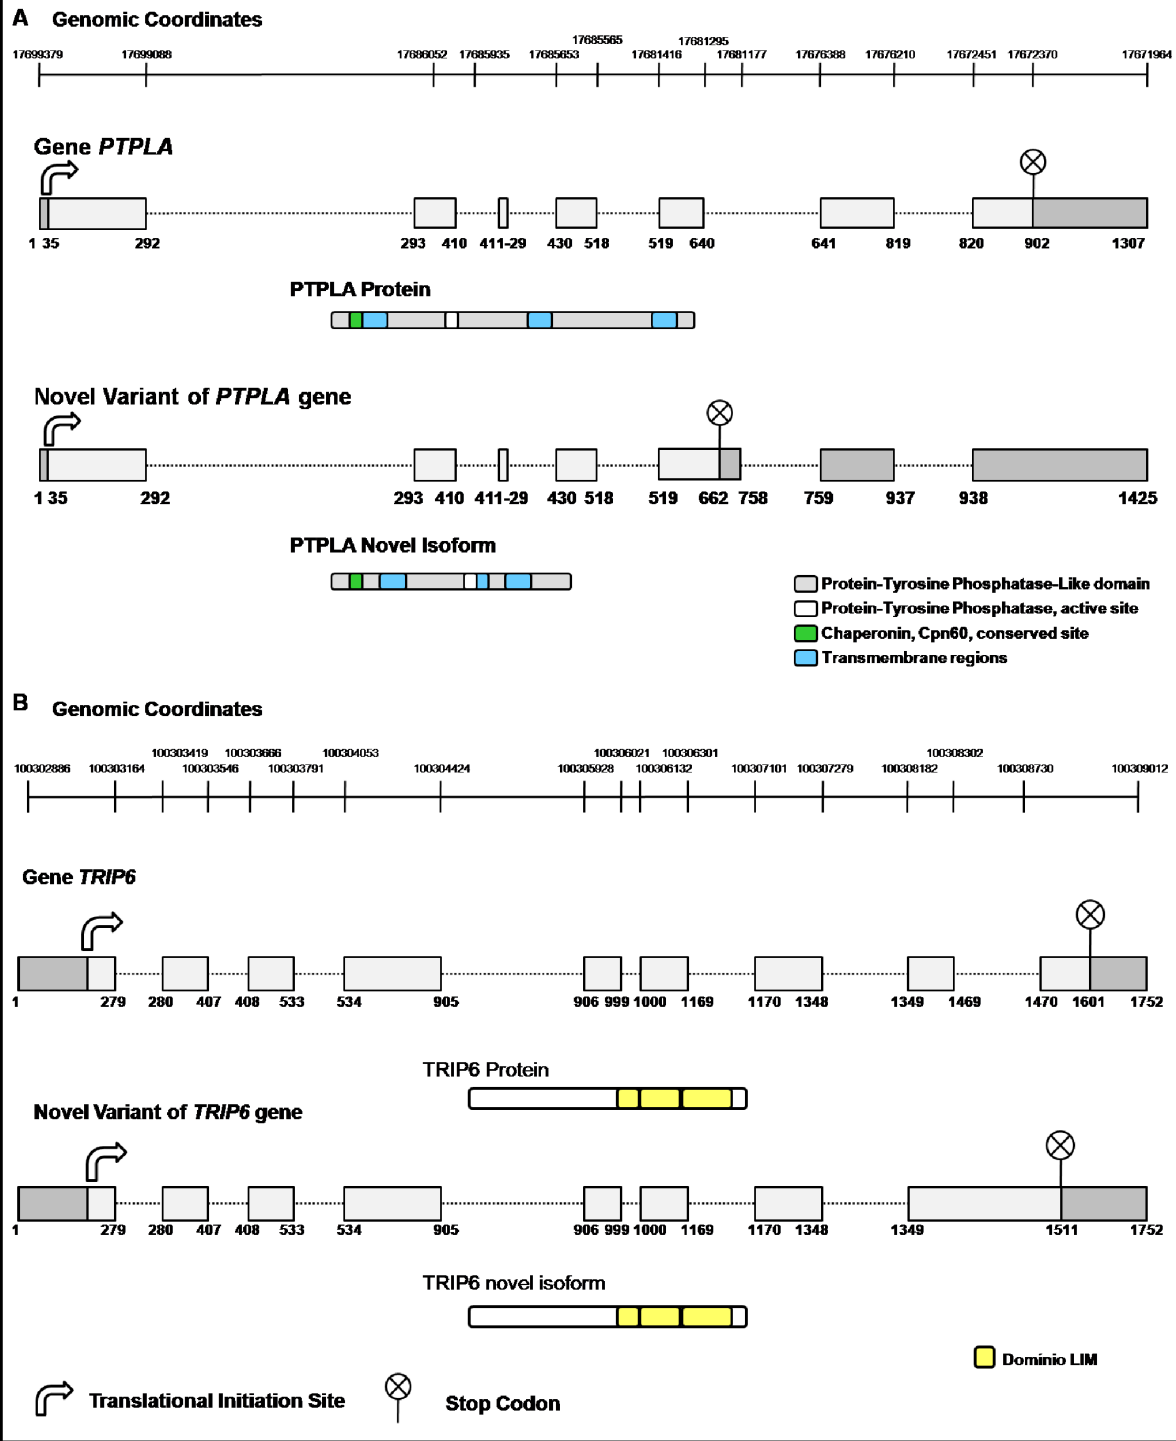 A Genomic Coordinates
17685565 17681295
17699379 17699088 17686052 17685935 17685653 17681416 17681177 17676388 17676210 17672451 17672370 17671964
Gene PTPLA
1 35 292 293 410 411-29 430 518 519 640 641 819 820 902 1307
PTPLA Protein
Novel Variant of PTPLA gene
1 35 292 293 410 411-29 430 518 519 662 758 759 937 938 1425
PTPLA Novel Isoform
Protein-Tyrosine Phosphatase-Like domain
Protein-Tyrosine Phosphatase, active site
Chaperonin, Cpn60, conserved site
Transmembrane regions
B Genomic Coordinates
100303419 100303666 100304053 100306021 100306301 100308302
100302886 100303164 100303546 100303791 100304424 100305928 100306132 100307101 100307279 100308182 100308730 100309012
Gene TRIP6
1 279 280 407 408 533 534 905 906 999 1000 1169 1170 1348 1349 1469 1470 1601 1752
TRIP6 Protein
Novel Variant of TRIP6 gene
1 279 280 407 408 533 534 905 906 999 1000 1169 1170 1348 1349 1511 1752
TRIP6 novel isoform
Domínio LIM
Translational Initiation Site Stop Codon